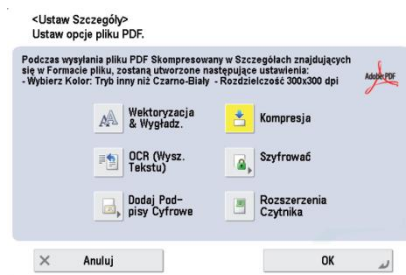 <Ustaw Szczegóły>
Ustaw opcje pliku PDF.
Podczas wysyłania pliku PDF Skompresowany w Szczegółach znajdujących
się w Formacie pliku, zostaną utworzone następujące ustawienia:
- Wybierz Kolor: Tryb inny niż Czarno-Biały - Rozdzielczość 300x300 dpi
Adobe PDF
Wektoryzacja
& Wygładz.
Kompresja
OCR (Wysz.
Tekstu)
Szyfrować
Dodaj Pod-
pisy Cyfrowe
Rozszerzenia
Czytnika
Anuluj
OK